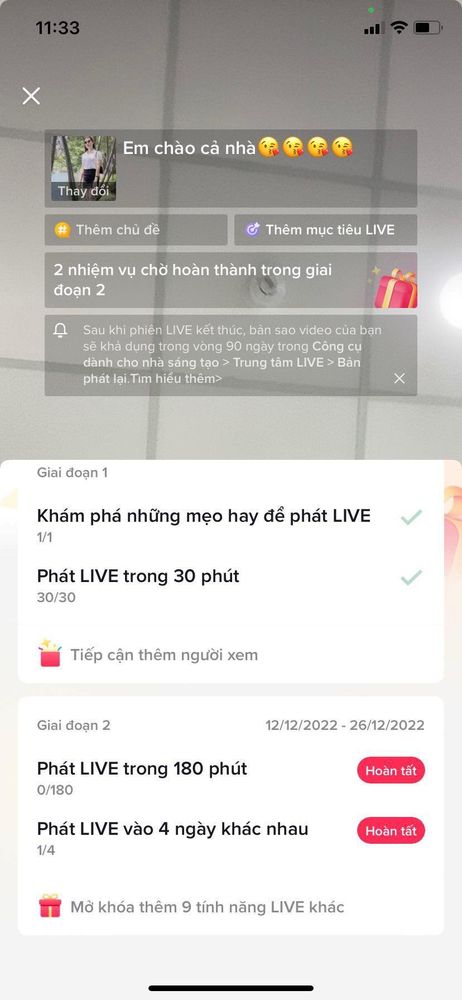 11:33
Em chào cả nhà😘😘😘😘
Thay đổi
Thêm chủ đề
Thêm mục tiêu LIVE
2 nhiệm vụ chờ hoàn thành trong giai
đoạn 2
Sau khi phiên LIVE kết thúc, bản sao video của bạn
sẽ khả dụng trong vòng 90 ngày trong Công cụ
dành cho nhà sáng tạo > Trung tâm LIVE > Bản
phát lại.Tìm hiểu thêm>
Giai đoạn 1
Khám phá những mẹo hay để phát LIVE
1/1
Phát LIVE trong 30 phút
30/30
Tiếp cận thêm người xem
Giai đoạn 2
12/12/2022 - 26/12/2022
Phát LIVE trong 180 phút
Hoàn tất
0/180
Phát LIVE vào 4 ngày khác nhau
Hoàn tất
1/4
Mở khóa thêm 9 tính năng LIVE khác